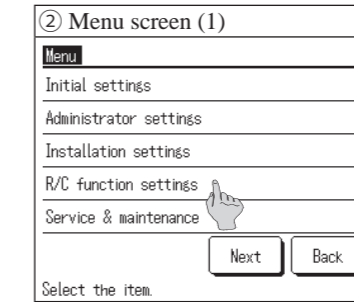 ② Menu screen (1)
Menu
Initial settings
Administrator settings
Installation settings
R/C function settings
Service & maintenance
Next Back
Select the item.